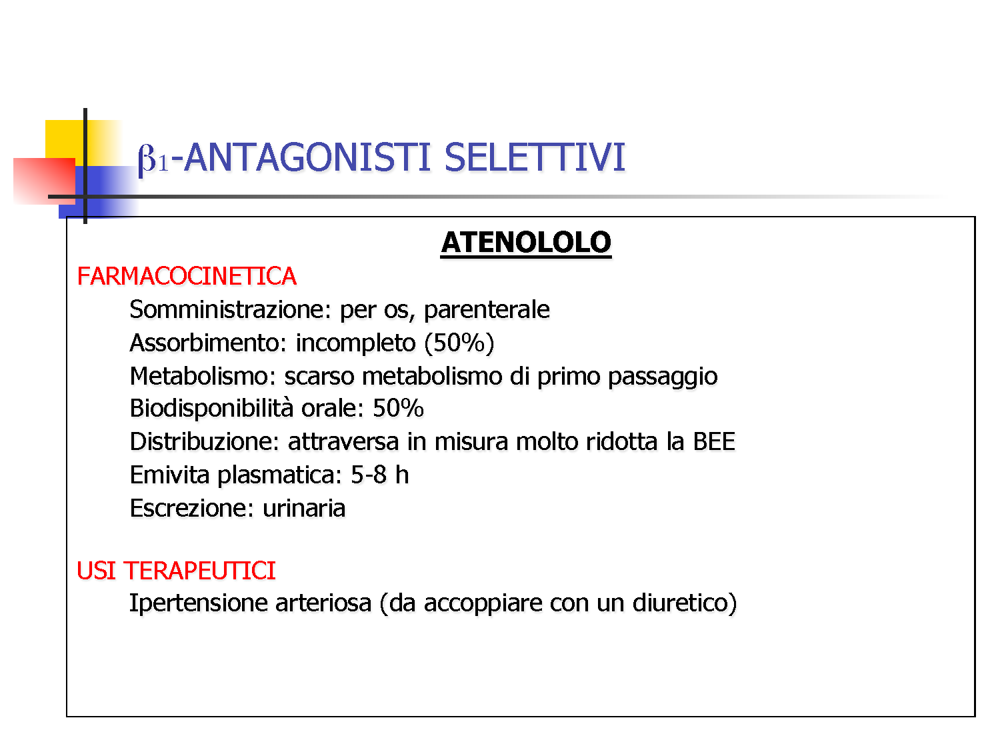 β1-ANTAGONISTI SELETTIVI
ATENOLOLO
FARMACOCINETICA
Somministrazione: per os, parenterale
Assorbimento: incompleto (50%)
Metabolismo: scarso metabolismo di primo passaggio
Biodisponibilità orale: 50%
Distribuzione: attraversa in misura molto ridotta la BEE
Emivita plasmatica: 5-8 h
Escrezione: urinaria
USI TERAPEUTICI
Ipertensione arteriosa (da accoppiare con un diuretico)